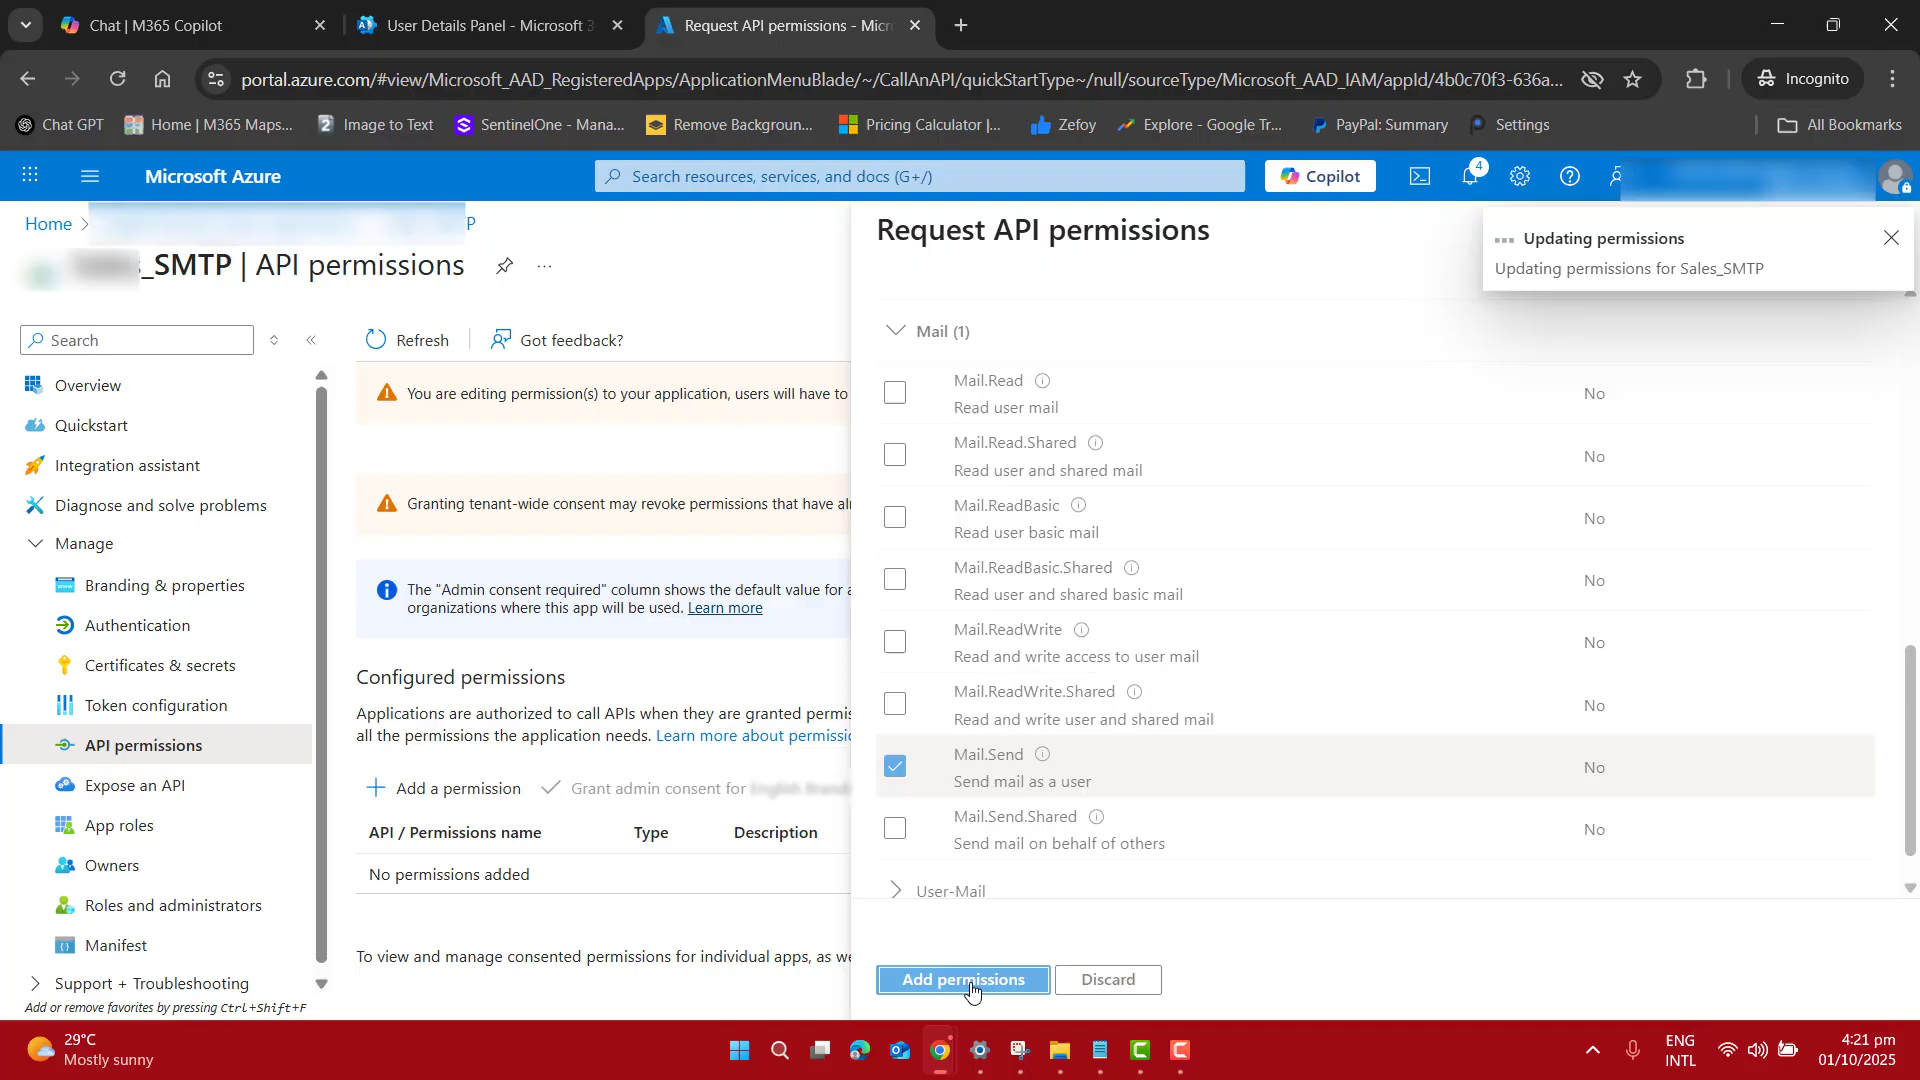 Chat | M365 Copilot
User Details Panel - Microsoft 3
Request API permissions - Micr
portal.azure.com/#view/Microsoft_AAD_RegisteredApps/ApplicationMenuBlade/~/CallAnAPI/quickStartType~/null/sourceType/Microsoft_AAD_IAM/appId/4b0c70f3-636a...
Incognito
Chat GPT
Home | M365 Maps...
Image to Text
SentinelOne - Mana...
Remove Backgroun...
Pricing Calculator |...
Zefoy
Explore - Google Tr...
PayPal: Summary
Settings
All Bookmarks
Microsoft Azure
Search resources, services, and docs (G+/)
Copilot
4
Home
P
_SMTP | API permissions
Search
Overview
Quickstart
Integration assistant
Diagnose and solve problems
Manage
Branding & properties
Authentication
Certificates & secrets
Token configuration
API permissions
Expose an API
App roles
Owners
Roles and administrators
Manifest
Support + Troubleshooting
Add or remove favorites by pressing Ctrl+Shift+F
Refresh
Got feedback?
You are editing permission(s) to your application, users will have to
Granting tenant-wide consent may revoke permissions that have al
The "Admin consent required" column shows the default value for a
organizations where this app will be used. Learn more
Configured permissions
Applications are authorized to call APIs when they are granted permis
all the permissions the application needs. Learn more about permissio
Add a permission
Grant admin consent for
API / Permissions name
Type
Description
No permissions added
To view and manage consented permissions for individual apps, as we
Request API permissions
Updating permissions
Updating permissions for Sales_SMTP
Mail (1)
Mail.Read
Read user mail
No
Mail.Read.Shared
Read user and shared mail
No
Mail.ReadBasic
Read user basic mail
No
Mail.ReadBasic.Shared
Read user and shared basic mail
No
Mail.ReadWrite
Read and write access to user mail
No
Mail.ReadWrite.Shared
Read and write user and shared mail
No
Mail.Send
Send mail as a user
No
Mail.Send.Shared
Send mail on behalf of others
No
User-Mail
Add permissions
Discard
29°C
Mostly sunny
ENG
INTL
4:21 pm
01/10/2025